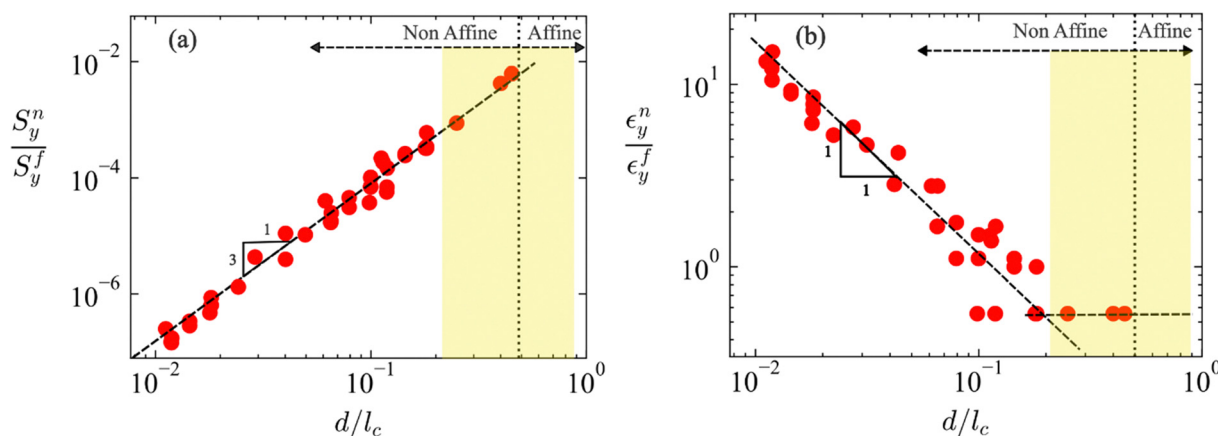 (a)
Non Affine
Affine
10^{-2}
10^{-4}
10^{-6}
S_y^n
S_y^f
1
3
10^{-2}
10^{-1}
10^0
d/l_c
(b)
Non Affine
Affine
10^1
10^0
ϵ_y^n
ϵ_y^f
1
1
10^{-2}
10^{-1}
10^0
d/l_c